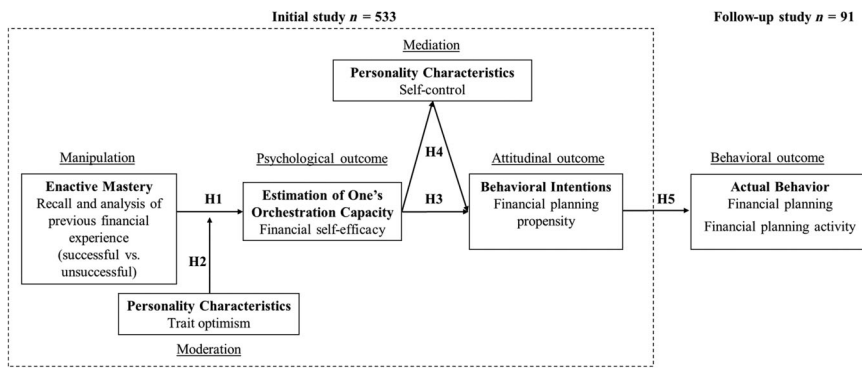 Initial study n = 533
Follow-up study n = 91
Mediation
Personality Characteristics
Self-control
Manipulation
Psychological outcome
H4
Attitudinal outcome
Behavioral outcome
Enactive Mastery
Recall and analysis of
previous financial
experience
(successful vs.
unsuccessful)
H1
Estimation of One's
Orchestration Capacity
Financial self-efficacy
H3
Behavioral Intentions
Financial planning
propensity
H5
Actual Behavior
Financial planning
Financial planning activity
H2
Personality Characteristics
Trait optimism
Moderation